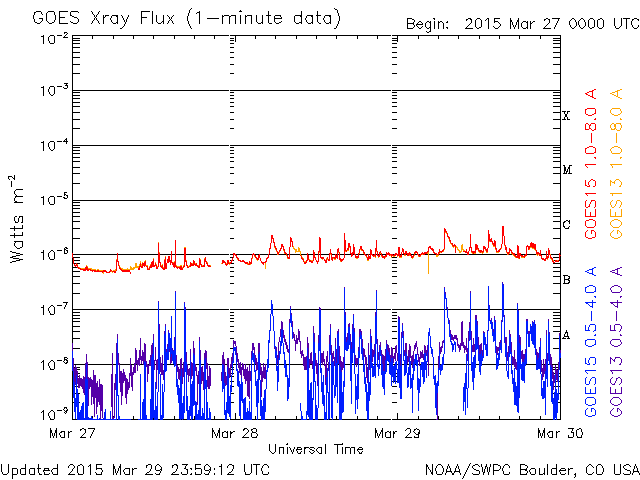 GOES Xray Flux (1-minute data)
Begin: 2015 Mar 27 0000 UTC
10⁻²
10⁻³
10⁻⁴
10⁻⁵
10⁻⁶
10⁻⁷
10⁻⁸
10⁻⁹
Watts m⁻²
X
M
C
B
A
GOES15 1.0-8.0 A
GOES13 1.0-8.0 A
GOES15 0.5-4.0 A
GOES13 0.5-4.0 A
Mar 27 Mar 28 Mar 29 Mar 30
Universal Time
Updated 2015 Mar 29 23:59:12 UTC
NOAA/SWPC Boulder, CO USA